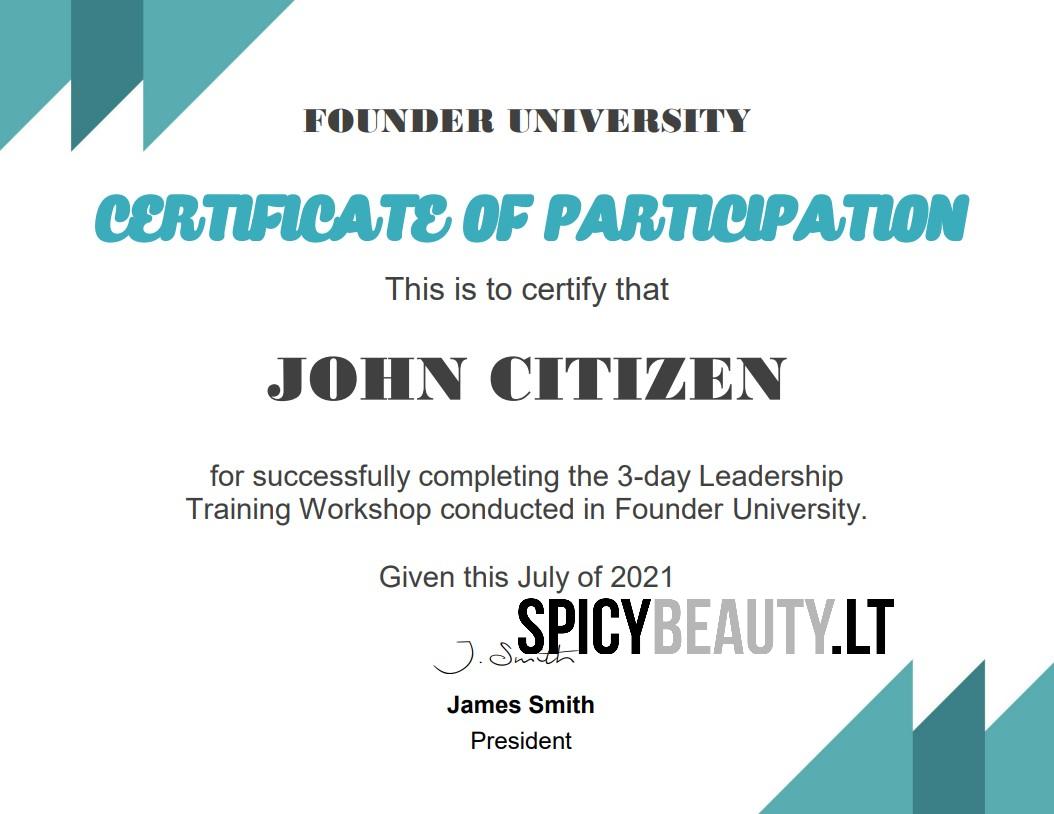 FOUNDER UNIVERSITY
CERTIFICATE OF PARTICIPATION
This is to certify that
JOHN CITIZEN
for successfully completing the 3-day Leadership
Training Workshop conducted in Founder University.
Given this July of 2021
SPICYBEAUTY.LT
J. Smith
James Smith
President